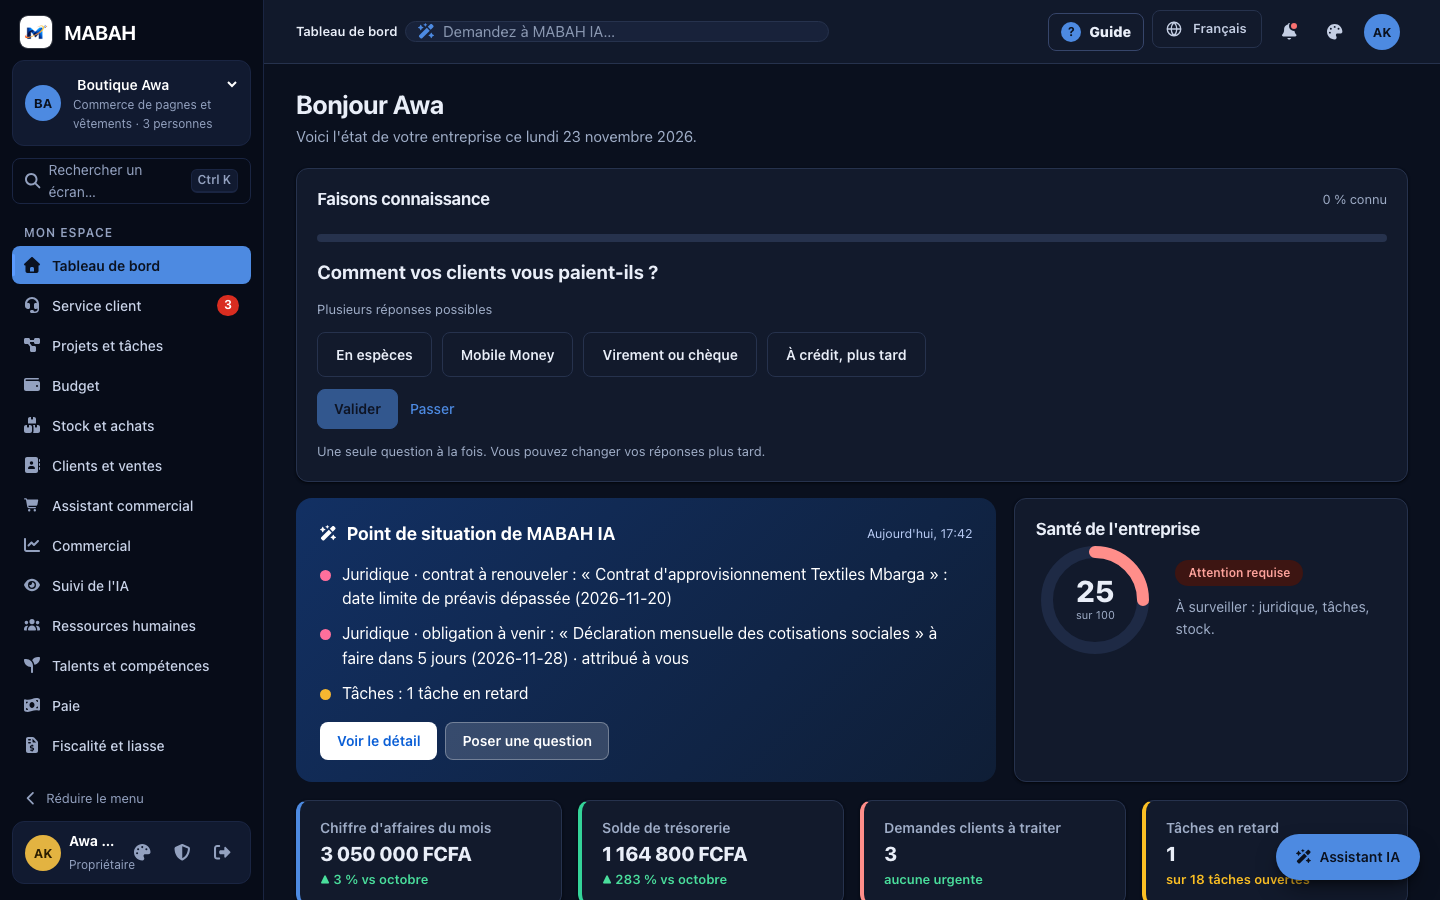 MABAH
BA
Boutique Awa
Commerce de pagnes et
vêtements · 3 personnes
Rechercher un
écran...
Ctrl K
MON ESPACE
Tableau de bord
Service client
3
Projets et tâches
Budget
Stock et achats
Clients et ventes
Assistant commercial
Commercial
Suivi de l'IA
Ressources humaines
Talents et compétences
Paie
Fiscalité et liasse
Réduire le menu
AK
Awa ...
Propriétaire
Tableau de bord
Demandez à MABAH IA...
? Guide
Français
AK
Bonjour Awa
Voici l'état de votre entreprise ce lundi 23 novembre 2026.
Faisons connaissance
0 % connu
Comment vos clients vous paient-ils ?
Plusieurs réponses possibles
En espèces
Mobile Money
Virement ou chèque
À crédit, plus tard
Valider
Passer
Une seule question à la fois. Vous pouvez changer vos réponses plus tard.
Point de situation de MABAH IA
Aujourd'hui, 17:42
Juridique · contrat à renouveler : « Contrat d'approvisionnement Textiles Mbarga » :
date limite de préavis dépassée (2026-11-20)
Juridique · obligation à venir : « Déclaration mensuelle des cotisations sociales » à
faire dans 5 jours (2026-11-28) · attribué à vous
Tâches : 1 tâche en retard
Voir le détail
Poser une question
Santé de l'entreprise
25
sur 100
Attention requise
À surveiller : juridique, tâches,
stock.
Chiffre d'affaires du mois
3 050 000 FCFA
▲ 3 % vs octobre
Solde de trésorerie
1 164 800 FCFA
▲ 283 % vs octobre
Demandes clients à traiter
3
aucune urgente
Tâches en retard
1
sur 18 tâches ouvertes
Assistant IA